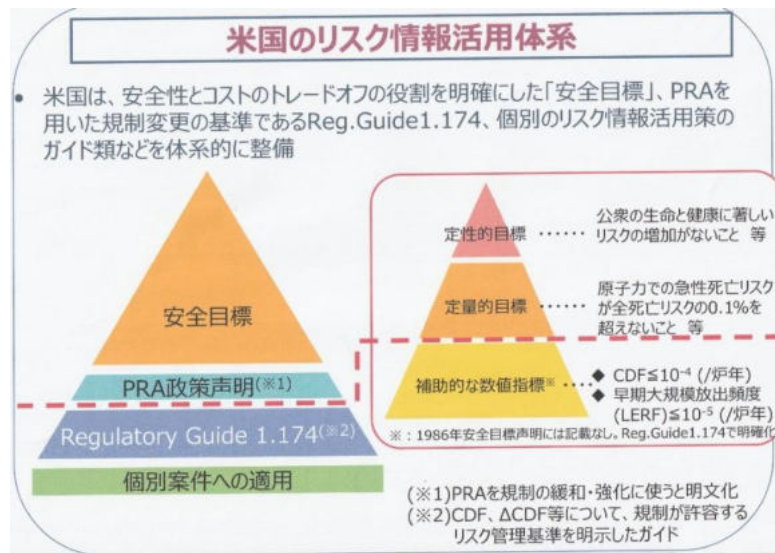 米国のリスク情報活用体系
• 米国は、安全性とコストのトレードオフの役割を明確にした「安全目標」、PRAを
用いた規制変更の基準であるReg.Guide1.174、個別のリスク情報活用策の
ガイド類などを体系的に整備
安全目標
PRA政策声明(※1)
Regulatory Guide 1.174(※2)
個別案件への適用
定性的目標 ‥‥‥ 公衆の生命と健康に著しい
リスクの増加がないこと 等
定量的目標 ‥‥‥ 原子力での急性死亡リスク
が全死亡リスクの0.1%を
超えないこと 等
補助的な数値指標※ ‥‥ ◆ CDF≦10⁻⁴ (/炉年)
◆ 早期大規模放出頻度
(LERF)≦10⁻⁵ (/炉年)
※：1986年安全目標声明には記載なし。Reg.Guide1.174で明確化
(※1)PRAを規制の緩和・強化に使うと明文化
(※2)CDF、ΔCDF等について、規制が許容する
リスク管理基準を明示したガイド